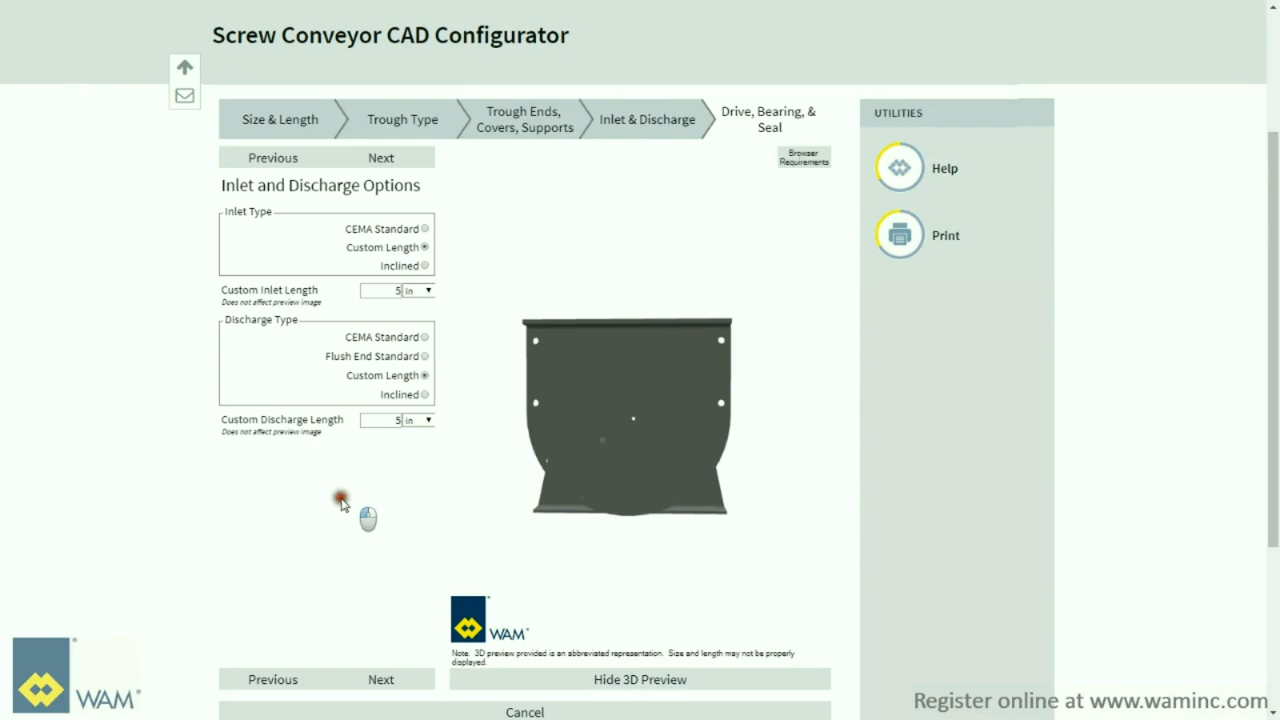 Screw Conveyor CAD Configurator
Size & Length
Trough Type
Trough Ends,
Covers, Supports
Inlet & Discharge
Drive, Bearing, &
Seal
UTILITIES
Previous
Next
Browser
Requirements
Help
Inlet and Discharge Options
Inlet Type
CEMA Standard
Custom Length
Inclined
Print
Custom Inlet Length
5 in
Does not affect preview image
Discharge Type
CEMA Standard
Flush End Standard
Custom Length
Inclined
Custom Discharge Length
5 in
Does not affect preview image
WAM®
Note: 3D preview provided is an abbreviated representation. Size and length may not be properly
displayed.
Previous
Next
Hide 3D Preview
Cancel
WAM®
Register online at www.waminc.com